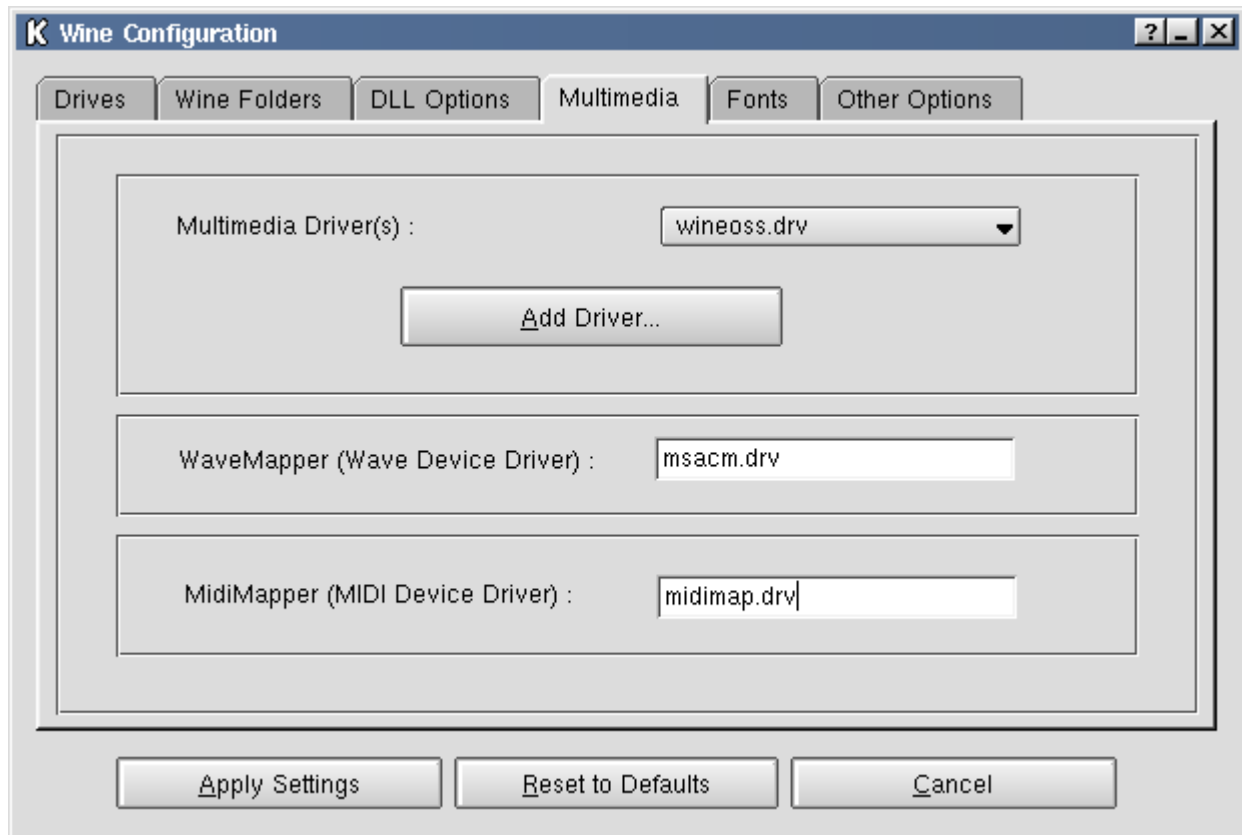 Wine Configuration
Drives Wine Folders DLL Options Multimedia Fonts Other Options
Multimedia Driver(s) : wineoss.drv
Add Driver...
WaveMapper (Wave Device Driver) : msacm.drv
MidiMapper (MIDI Device Driver) : midimap.drv
Apply Settings Reset to Defaults Cancel